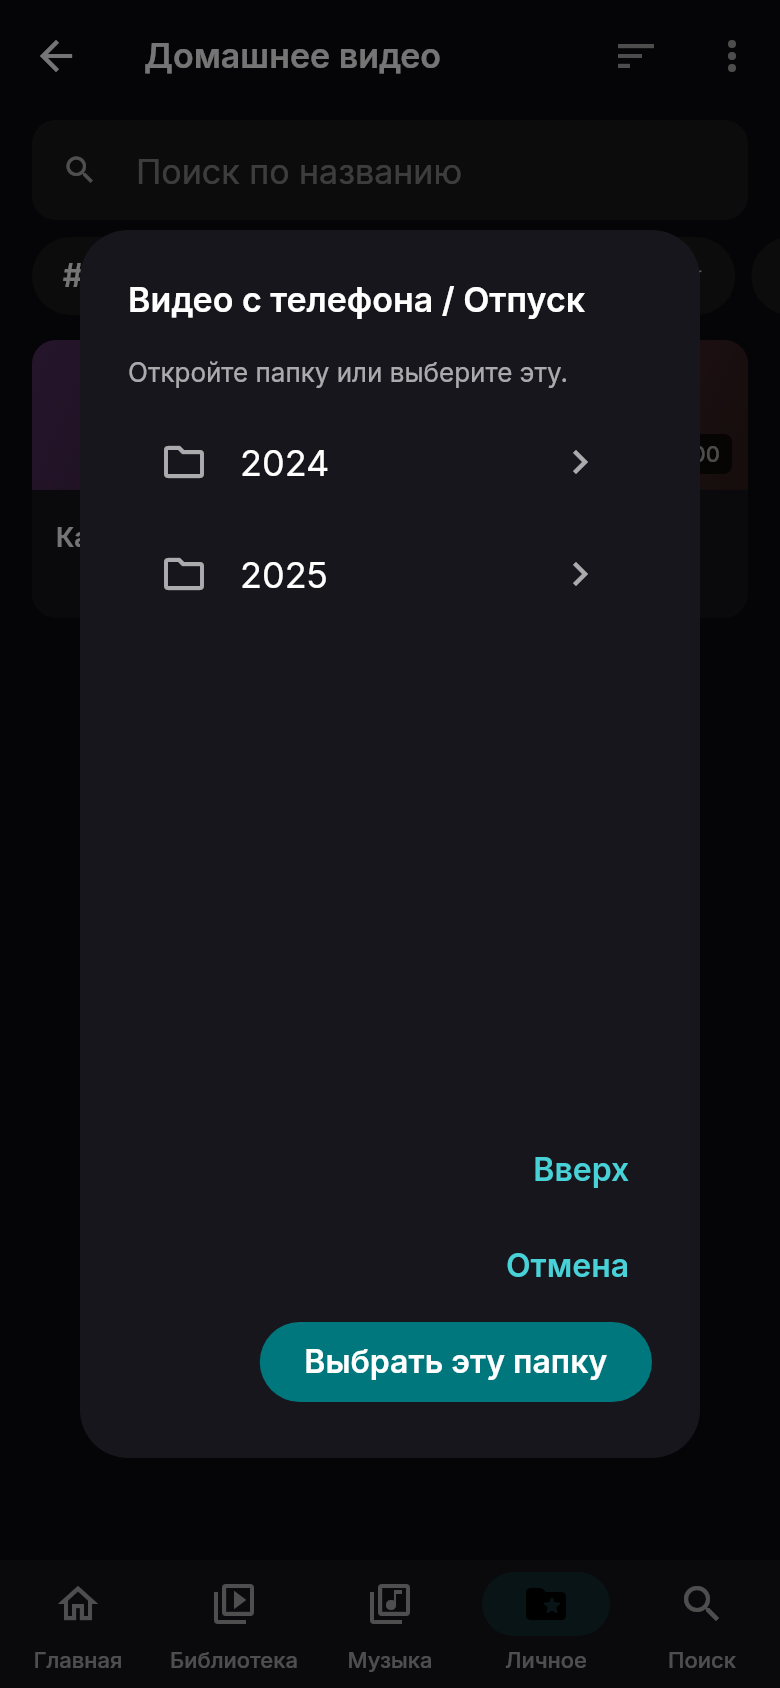 Домашнее видео
Поиск по названию
#
Видео с телефона / Отпуск
Откройте папку или выберите эту.
2024
2025
Вверх
Отмена
Выбрать эту папку
Главная
Библиотека
Музыка
Личное
Поиск